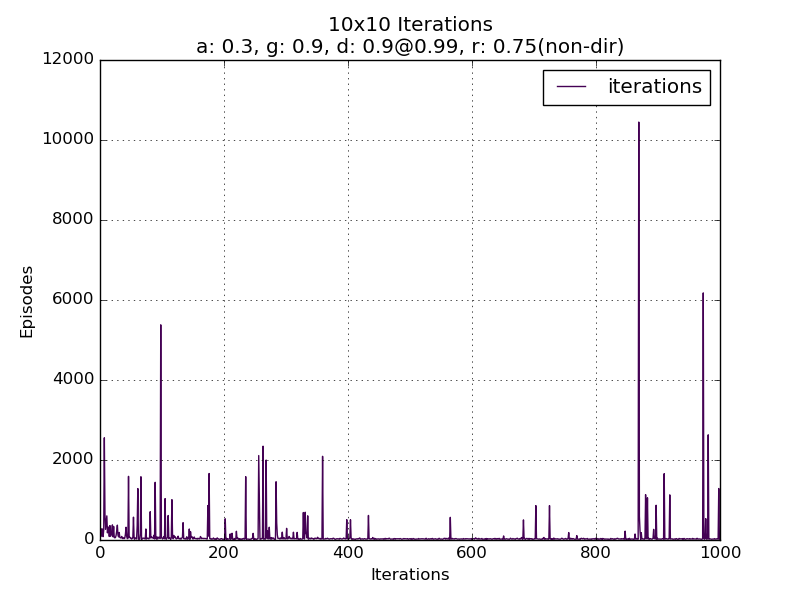 10x10 Iterations
a: 0.3, g: 0.9, d: 0.9@0.99, r: 0.75(non-dir)
12000
10000
8000
6000
4000
2000
0
Episodes
iterations
0 200 400 600 800 1000
Iterations